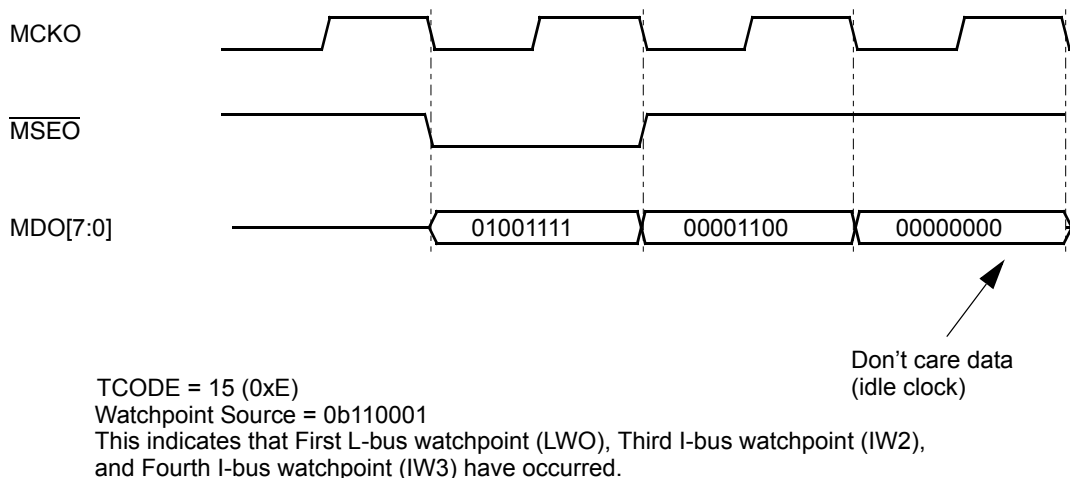 MCKO
MSEO
MDO[7:0]
01001111
00001100
00000000
Don't care data
(idle clock)
TCODE = 15 (0xE)
Watchpoint Source = 0b110001
This indicates that First L-bus watchpoint (LWO), Third I-bus watchpoint (IW2),
and Fourth I-bus watchpoint (IW3) have occurred.